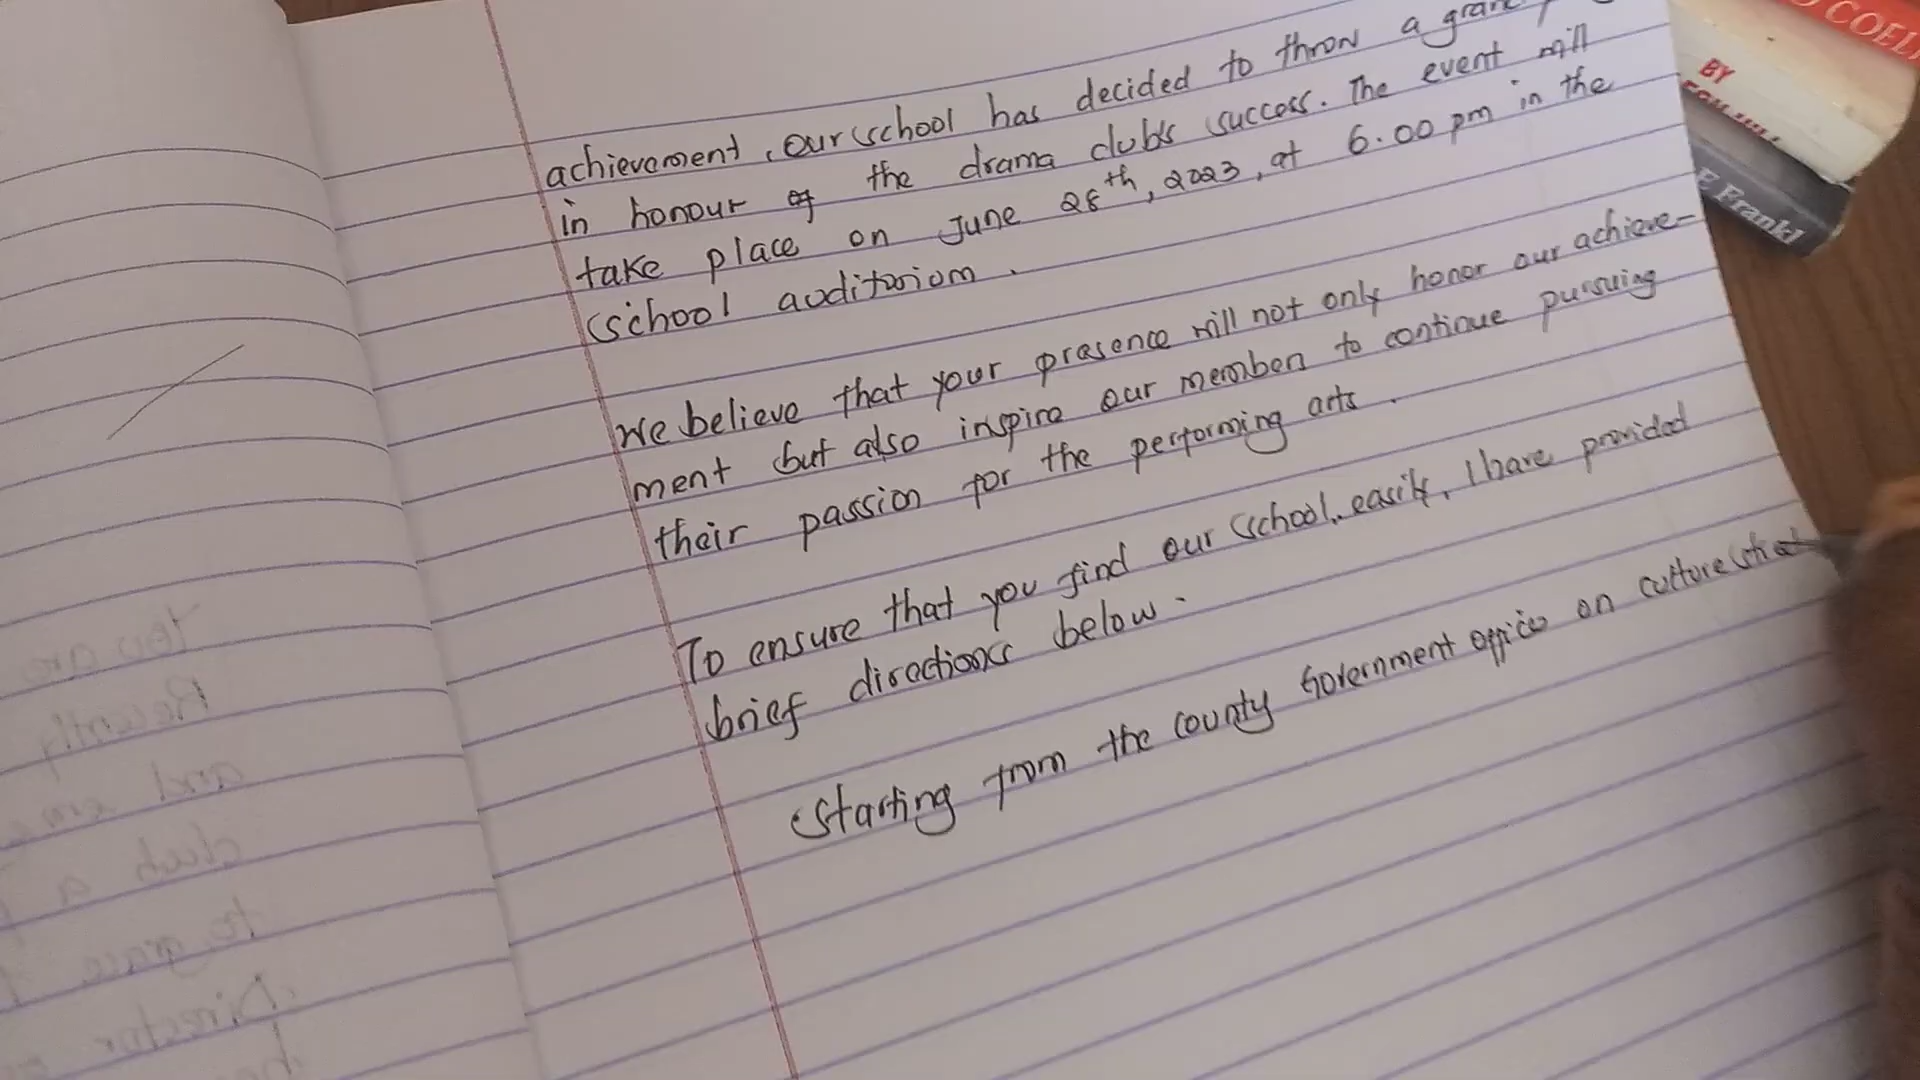 achievement, our school has decided to throw a grand
in honour of the drama club's success. The event will
take place on June 28th, 2023, at 6.00 pm in the
school auditoriom.
We believe that your presence will not only honor our achieve-
ment but also inspire our members to continue pursuing
their passion for the performing arts.
To ensure that you find our school easily, I have provided
brief directions below.
Starting from the county Government offices on culture
BY
E Frankl